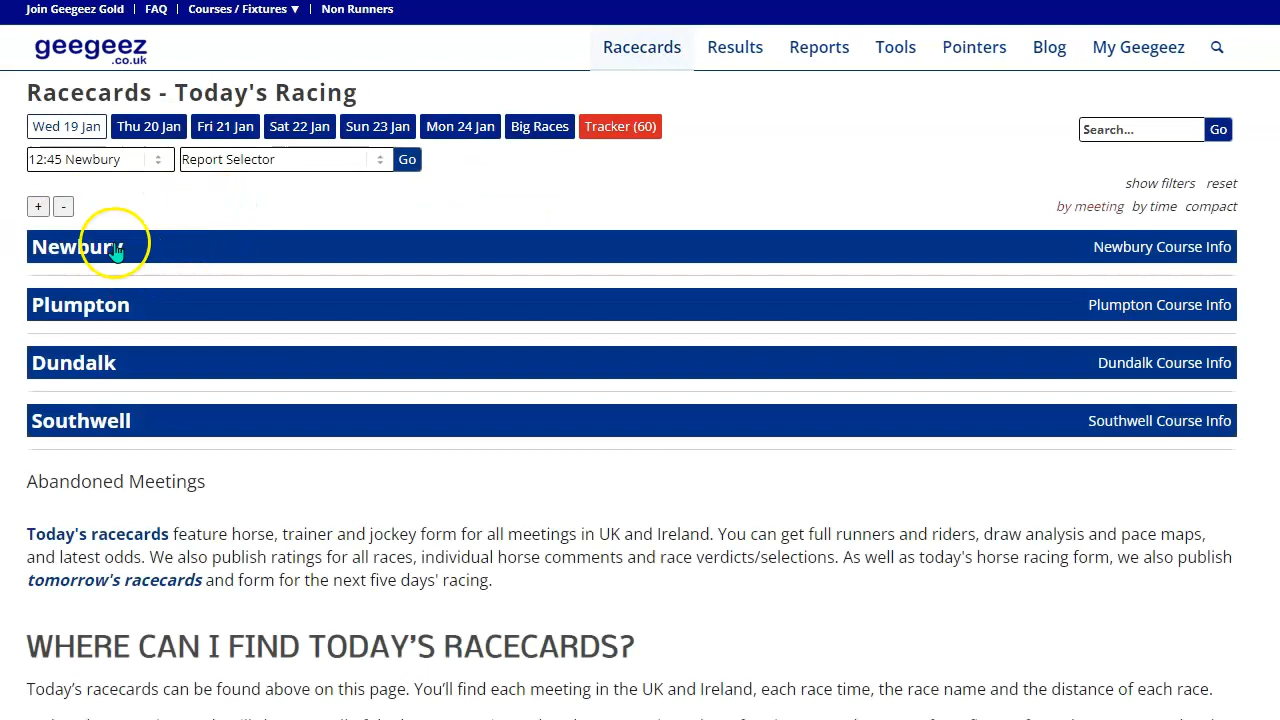 Join Geegeez Gold | FAQ | Courses / Fixtures ▼ | Non Runners
geegeez .co.uk
Racecards Results Reports Tools Pointers Blog My Geegeez
Racecards - Today's Racing
Wed 19 Jan Thu 20 Jan Fri 21 Jan Sat 22 Jan Sun 23 Jan Mon 24 Jan Big Races Tracker (60)
Search... Go
12:45 Newbury Report Selector Go
show filters reset
+ - by meeting by time compact
Newbury Newbury Course Info
Plumpton Plumpton Course Info
Dundalk Dundalk Course Info
Southwell Southwell Course Info
Abandoned Meetings
Today's racecards feature horse, trainer and jockey form for all meetings in UK and Ireland. You can get full runners and riders, draw analysis and pace maps,
and latest odds. We also publish ratings for all races, individual horse comments and race verdicts/selections. As well as today's horse racing form, we also publish
tomorrow's racecards and form for the next five days' racing.
WHERE CAN I FIND TODAY'S RACECARDS?
Today's racecards can be found above on this page. You'll find each meeting in the UK and Ireland, each race time, the race name and the distance of each race.